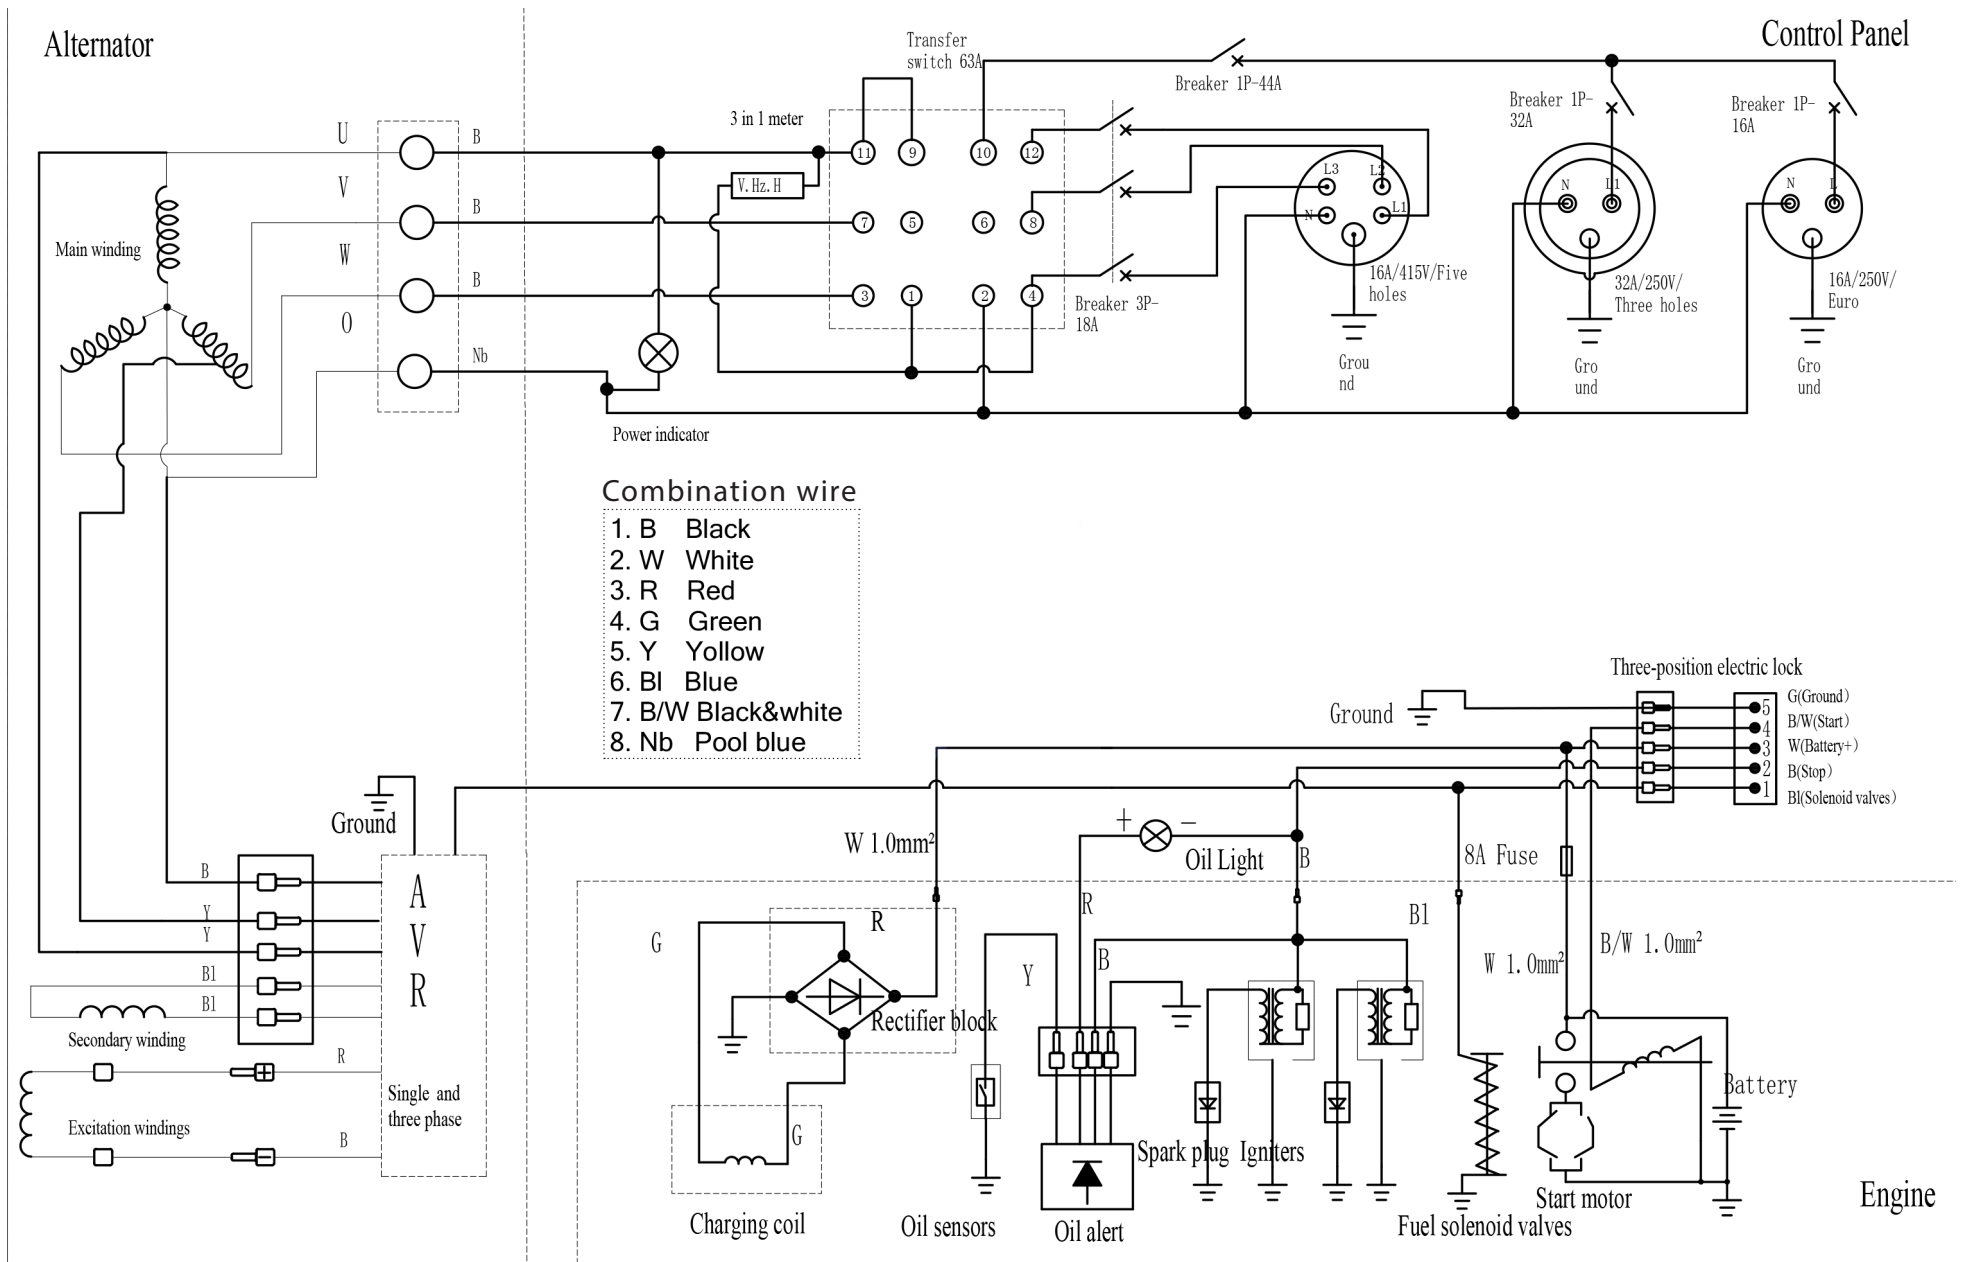 Alternator
Control Panel
Transfer
switch 63A
Breaker 1P-44A
Breaker 1P-
32A
Breaker 1P-
16A
3 in 1 meter
U
B
11
9
10
12
V.Hz.H
V
B
7
5
6
8
W
B
3
1
2
4
O
Nb
Main winding
L3
L2
N
L1
N
L1
N
L
Breaker 3P-
18A
16A/415V/Five
holes
32A/250V/
Three holes
16A/250V/
Euro
Grou
nd
Gro
und
Gro
und
Power indicator
Combination wire
1. B Black
2. W White
3. R Red
4. G Green
5. Y Yollow
6. Bl Blue
7. B/W Black&white
8. Nb Pool blue
Three-position electric lock
Ground
5
G(Ground)
4
B/W(Start)
3
W(Battery+)
2
B(Stop)
1
Bl(Solenoid valves)
Ground
W 1.0mm²
+
−
Oil Light
B
8A Fuse
B
Y
Y
Bl
Bl
A
V
R
Secondary winding
R
Excitation windings
B
Single and
three phase
G
R
Rectifier block
G
Charging coil
Y
R
B
Bl
W 1.0mm²
B/W 1.0mm²
Battery
Spark plug Igniters
Oil sensors
Oil alert
Fuel solenoid valves
Start motor
Engine